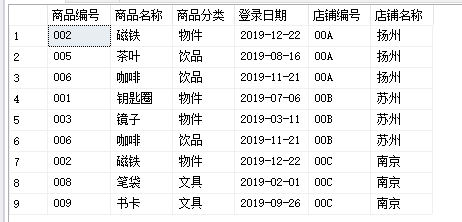 商品编号 商品名称 商品分类 登录日期 店铺编号 店铺名称
1 002 磁铁 物件 2019-12-22 00A 扬州
2 005 茶叶 饮品 2019-08-16 00A 扬州
3 006 咖啡 饮品 2019-11-21 00A 扬州
4 001 钥匙圈 物件 2019-07-06 00B 苏州
5 003 镜子 物件 2019-03-11 00B 苏州
6 006 咖啡 饮品 2019-11-21 00B 苏州
7 002 磁铁 物件 2019-12-22 00C 南京
8 008 笔袋 文具 2019-02-01 00C 南京
9 009 书卡 文具 2019-09-26 00C 南京